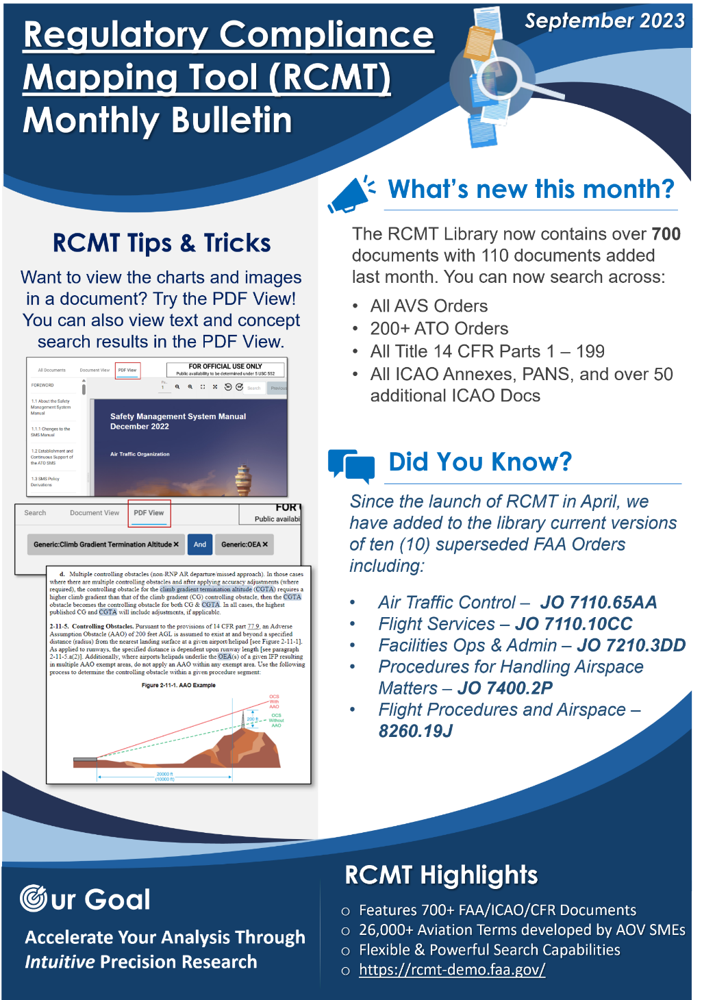 September 2023
Regulatory Compliance
Mapping Tool (RCMT)
Monthly Bulletin
RCMT Tips & Tricks
Want to view the charts and images
in a document? Try the PDF View!
You can also view text and concept
search results in the PDF View.
All Documents
Document View
PDF View
FOR OFFICIAL USE ONLY
Public availability to be determined under 5 USC 552
FOREWORD
1
Search
Previous
1.1 About the Safety
Management System
Manual
1.1.1 Changes to the
SMS Manual
1.2 Establishment and
Continuous Support of
the ATO SMS
1.3 SMS Policy
Derivations
Safety Management System Manual
December 2022
Air Traffic Organization
Search
Document View
PDF View
FOR
Public availabi
Generic:Climb Gradient Termination Altitude ✕
And
Generic:OEA ✕
d. Multiple controlling obstacles (non-RNP AR departure/missed approach). In those cases
where there are multiple controlling obstacles and after applying accuracy adjustments (where
required), the controlling obstacle for the climb gradient termination altitude (CGTA) requires a
higher climb gradient than that of the climb gradient (CG) controlling obstacle, then the CGTA
obstacle becomes the controlling obstacle for both CG & CGTA. In all cases, the highest
published CG and CGTA will include adjustments, if applicable.
2-11-5. Controlling Obstacles. Pursuant to the provisions of 14 CFR part 77.9, an Adverse
Assumption Obstacle (AAO) of 200 feet AGL is assumed to exist at and beyond a specified
distance (radius) from the nearest landing surface at a given airport/helipad [see Figure 2-11-1].
As applied to runways, the specified distance is dependent upon runway length [see paragraph
2-11-5.a(2)]. Additionally, where airports/helipads underlie the OEA(s) of a given IFP resulting
in multiple AAO exempt areas, do not apply an AAO within any exempt area. Use the following
process to determine the controlling obstacle within a given procedure segment:
Figure 2-11-1. AAO Example
OCS
With
AAO
OCS
Without
AAO
200 ft
20000 ft
(10000 ft)
What's new this month?
The RCMT Library now contains over 700
documents with 110 documents added
last month. You can now search across:
• All AVS Orders
• 200+ ATO Orders
• All Title 14 CFR Parts 1 – 199
• All ICAO Annexes, PANS, and over 50
additional ICAO Docs
Did You Know?
Since the launch of RCMT in April, we
have added to the library current versions
of ten (10) superseded FAA Orders
including:
• Air Traffic Control – JO 7110.65AA
• Flight Services – JO 7110.10CC
• Facilities Ops & Admin – JO 7210.3DD
• Procedures for Handling Airspace
Matters – JO 7400.2P
• Flight Procedures and Airspace –
8260.19J
Our Goal
Accelerate Your Analysis Through
Intuitive Precision Research
RCMT Highlights
o Features 700+ FAA/ICAO/CFR Documents
o 26,000+ Aviation Terms developed by AOV SMEs
o Flexible & Powerful Search Capabilities
o https://rcmt-demo.faa.gov/